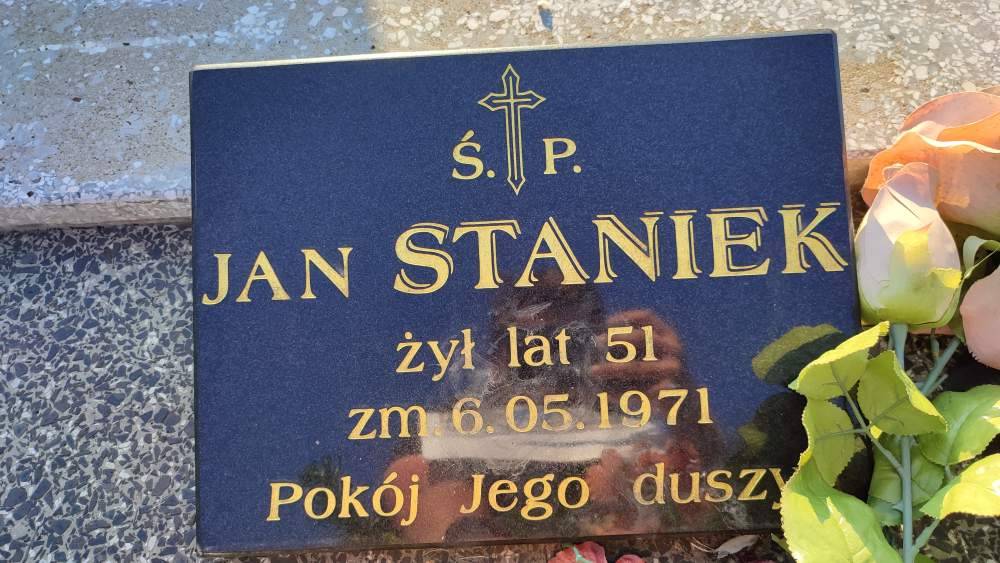 Ś. P.
JAN STANIEK
żył lat 51
zm. 6.05.1971
Pokój Jego duszy